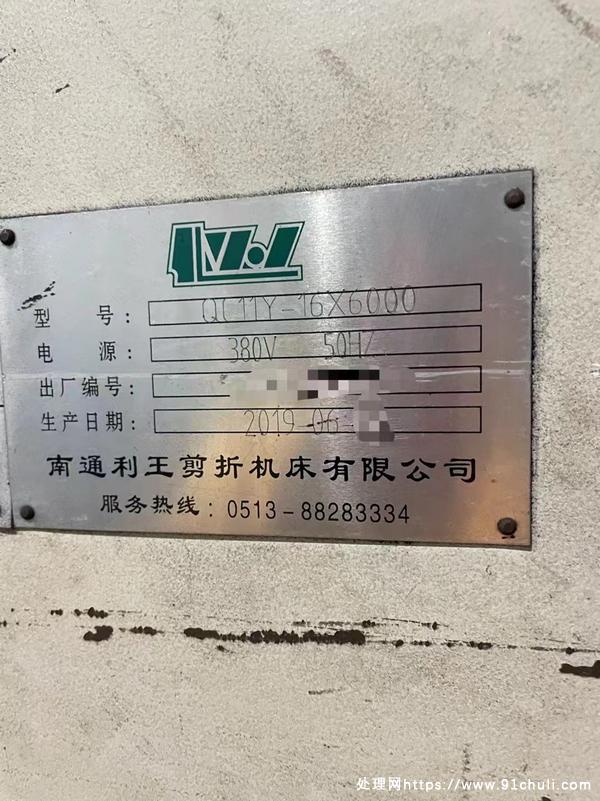 型 号: QC11Y-16X6000
电 源: 380V 50HZ
出厂编号:
生产日期: 2019-06-
南通利王剪折机床有限公司
服务热线: 0513-88283334
处理网https://www.91chuli.com